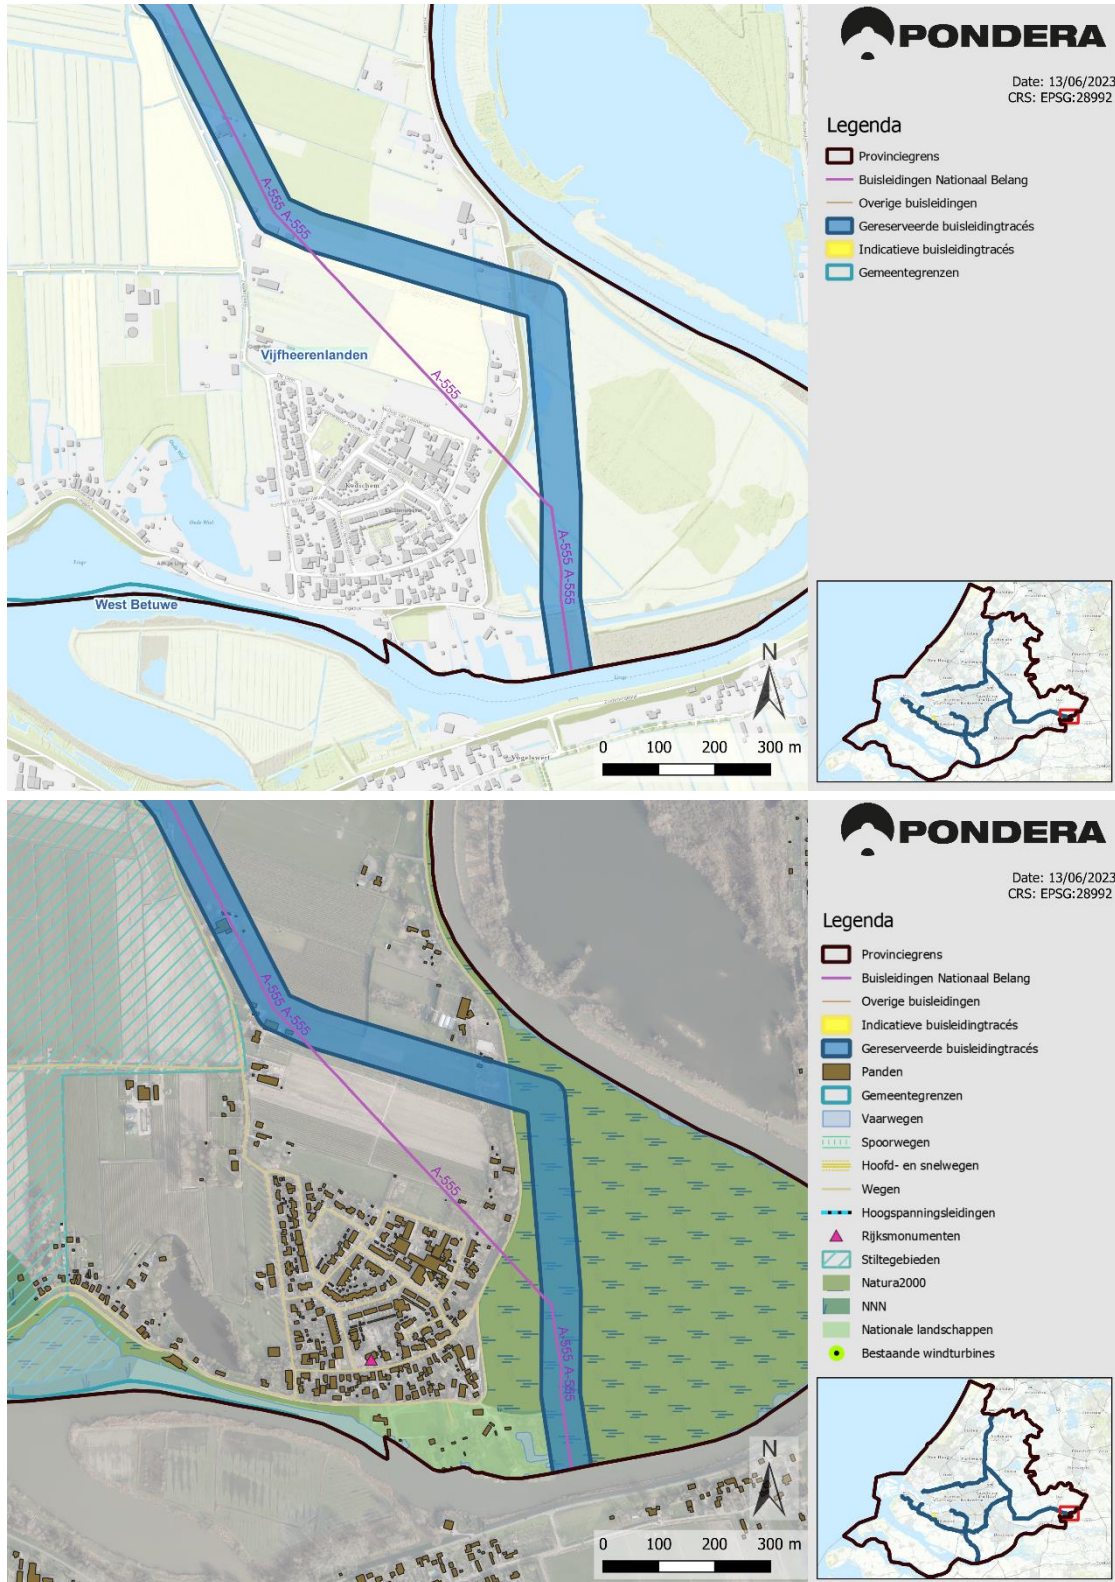 PONDERA
Date: 13/06/2023
CRS: EPSG:28992
Legenda
Provinciegrens
Buisleidingen Nationaal Belang
Overige buisleidingen
Gereserveerde buisleidingtracés
Indicatieve buisleidingtracés
Gemeentegrenzen
A-555 A-555
Vijfheerenlanden
A-555
Kedichem
A-555 A-555
West Betuwe
Vogelswerf
N
0 100 200 300 m
PONDERA
Date: 13/06/2023
CRS: EPSG:28992
Legenda
Provinciegrens
Buisleidingen Nationaal Belang
Overige buisleidingen
Indicatieve buisleidingtracés
Gereserveerde buisleidingtracés
Panden
Gemeentegrenzen
Vaarwegen
Spoorwegen
Hoofd- en snelwegen
Wegen
Hoogspanningsleidingen
Rijksmonumenten
Stiltegebieden
Natura2000
NNN
Nationale landschappen
Bestaande windturbines
A-555 A-555
A-555
A-555 A-555
N
0 100 200 300 m